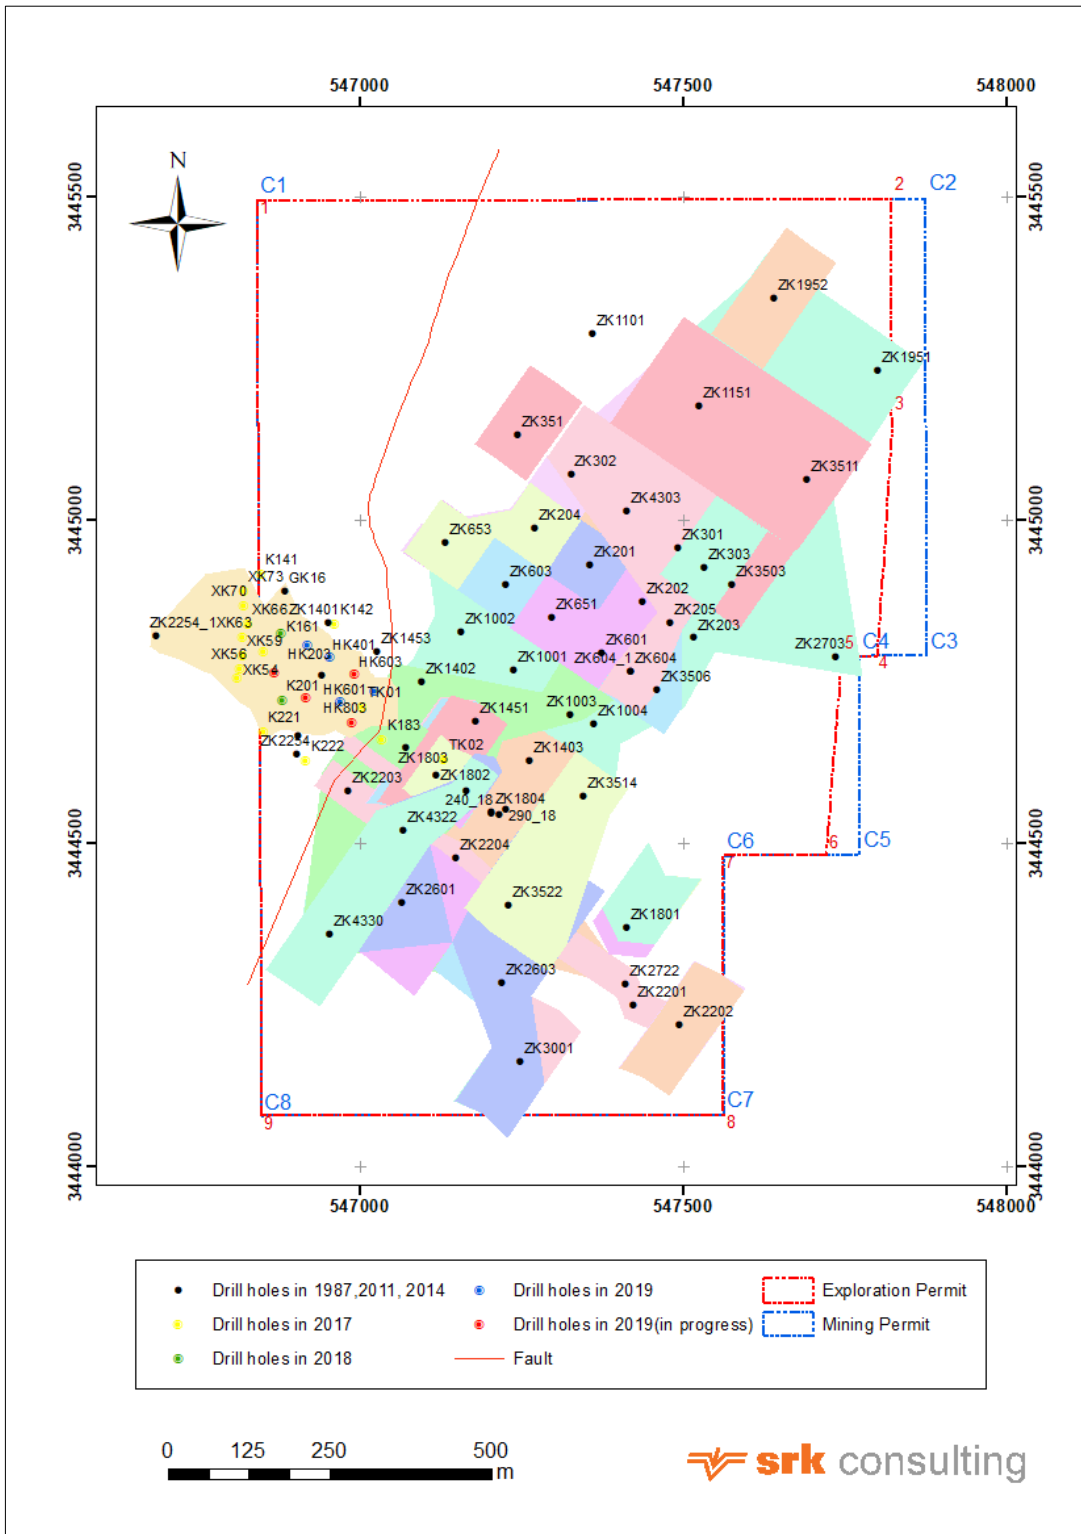 547000
547500
548000
3445500
3445500
N
C1
1
2
C2
ZK1952
ZK1101
ZK1951
ZK1151
3
ZK351
ZK302
ZK3511
ZK4303
3445000
3445000
ZK204
ZK653
ZK301
ZK201
ZK303
K141
XK73
GK16
ZK603
ZK3503
XK70
ZK202
XK66
ZK1401
K142
ZK651
ZK205
ZK2254_1
XK63
K161
ZK1002
ZK203
XK59
HK401
ZK1453
ZK601
5
C4
C3
XK56
HK203
ZK2703
4
XK54
HK603
ZK1402
ZK1001
ZK604_1
ZK604
K201
HK601
TK01
ZK3506
HK803
K221
K183
ZK1451
ZK1003
ZK1004
ZK2254
K222
ZK1803
TK02
ZK1403
ZK2203
ZK1802
ZK3514
240_18
ZK1804
290_18
ZK4322
3444500
3444500
C6
6
C5
7
ZK2204
ZK2601
ZK3522
ZK1801
ZK4330
ZK2603
ZK2722
ZK2201
ZK2202
ZK3001
C8
9
C7
8
3444000
3444000
547000
547500
548000
Drill holes in 1987,2011, 2014
Drill holes in 2019
Exploration Permit
Drill holes in 2017
Drill holes in 2019(in progress)
Mining Permit
Drill holes in 2018
Fault
0
125
250
500
m
srk consulting